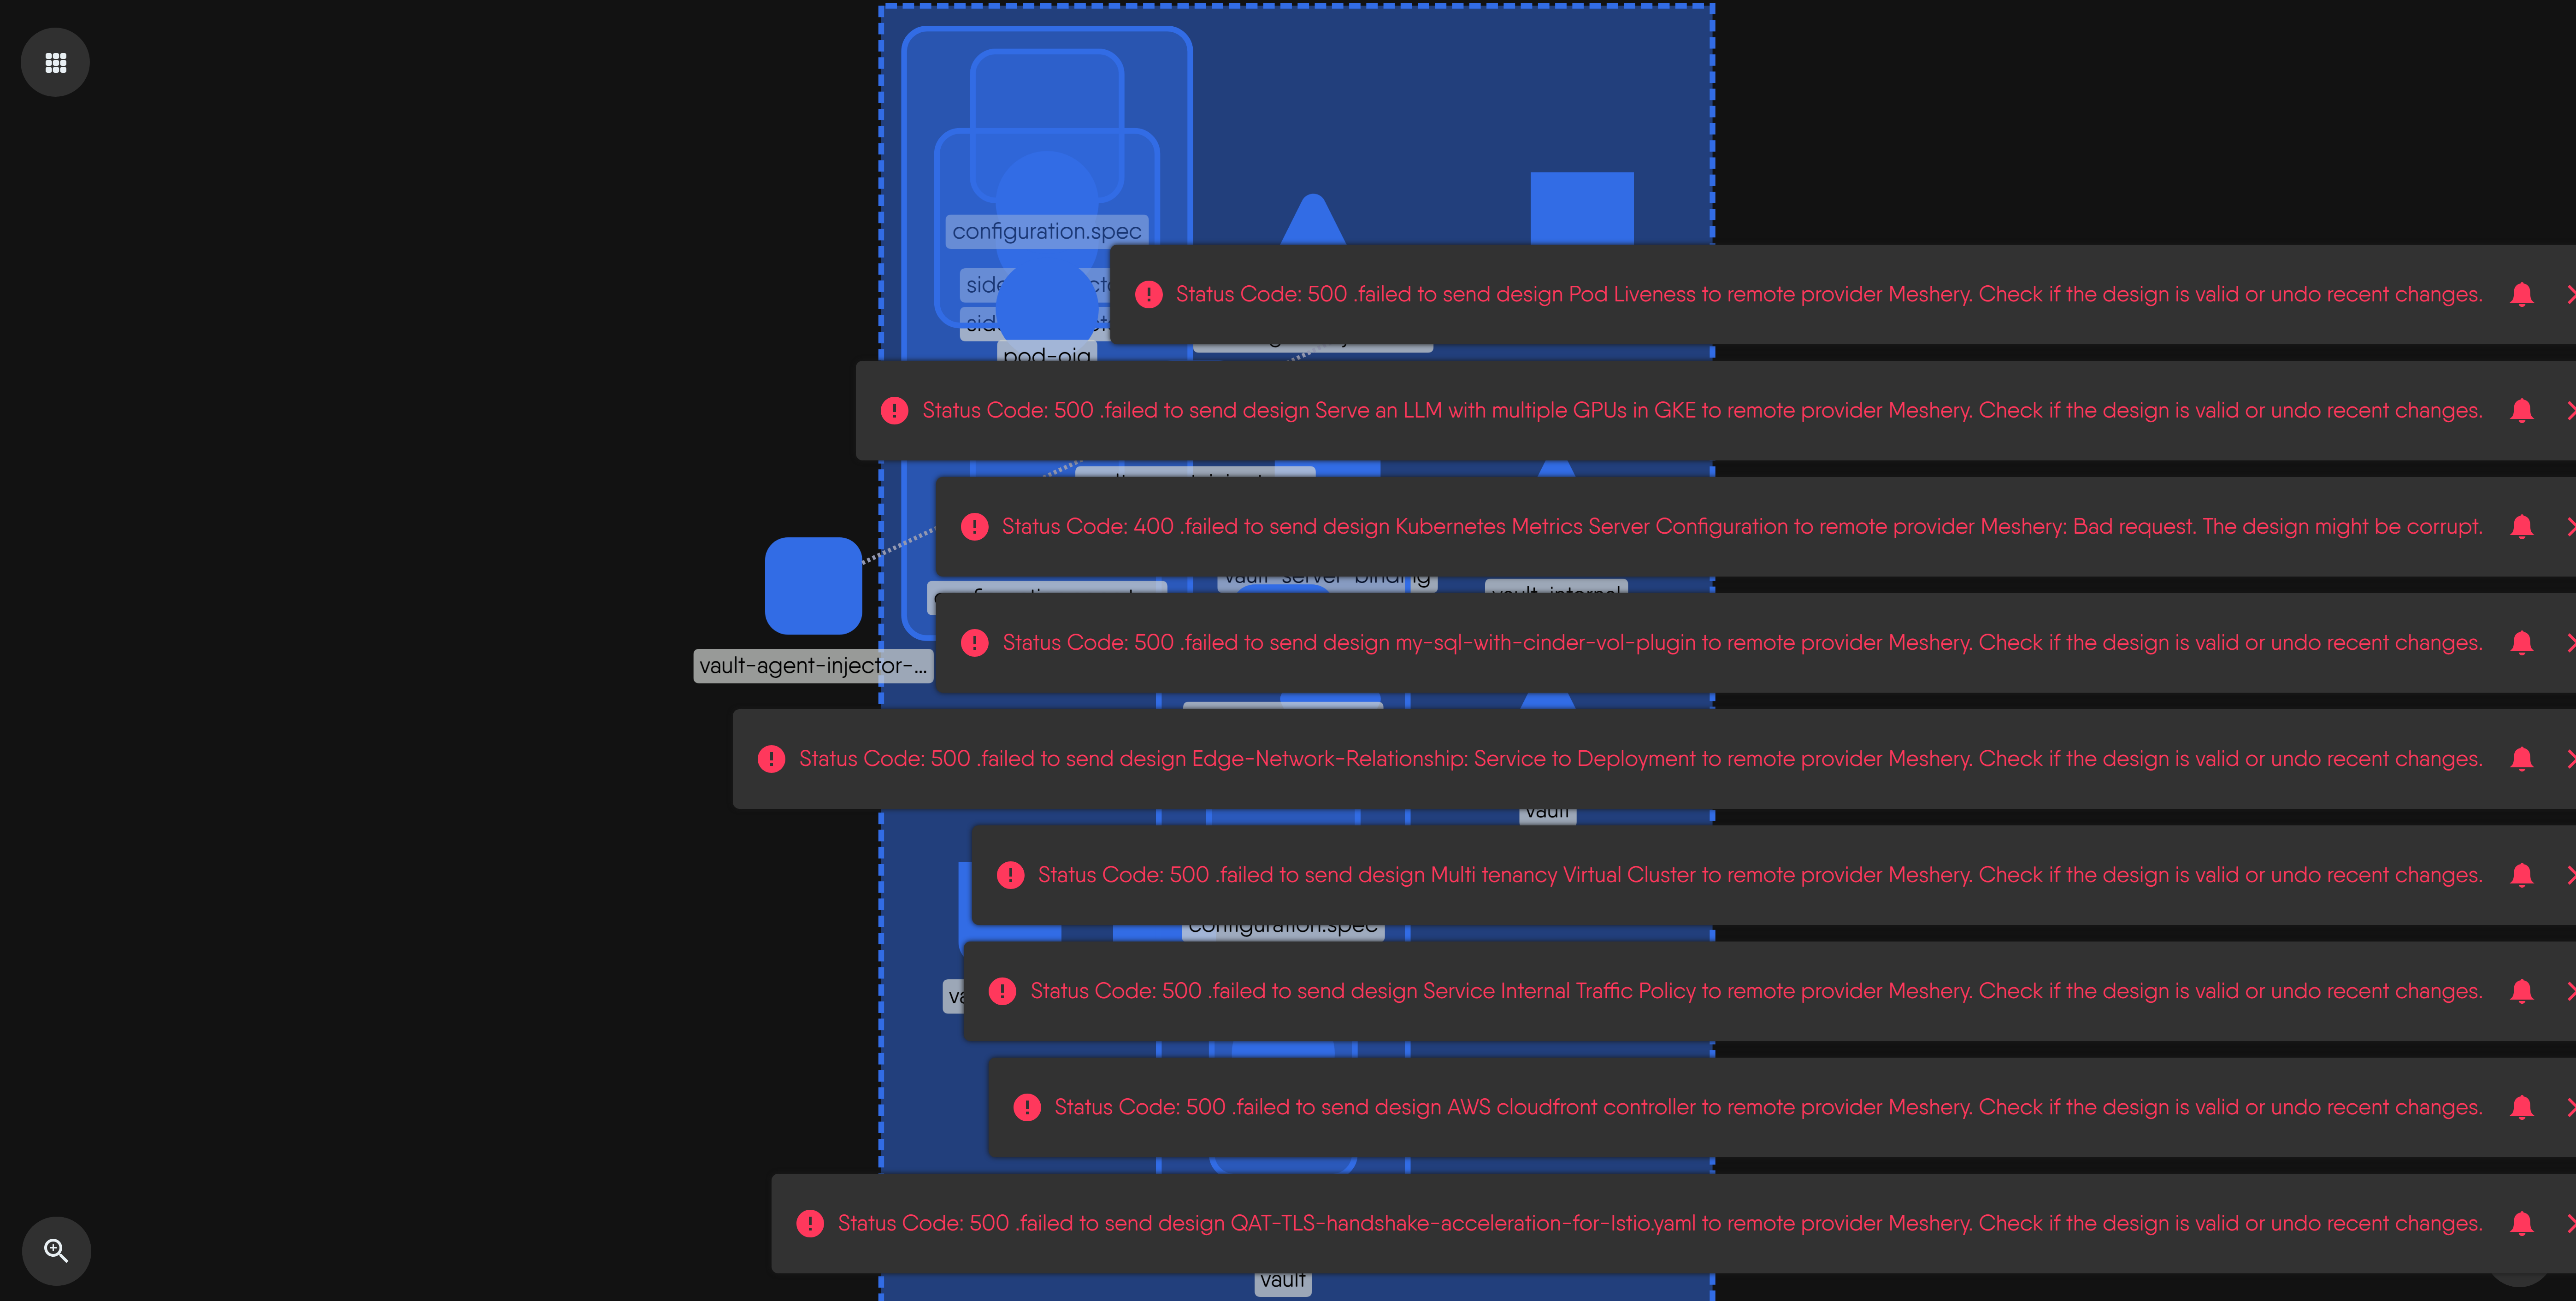 configuration.spec
Status Code: 500 .failed to send design Pod Liveness to remote provider Meshery. Check if the design is valid or undo recent changes.
pod-oig
Status Code: 500 .failed to send design Serve an LLM with multiple GPUs in GKE to remote provider Meshery. Check if the design is valid or undo recent changes.
Status Code: 400 .failed to send design Kubernetes Metrics Server Configuration to remote provider Meshery: Bad request. The design might be corrupt.
vault-server-binding
vault-internal
Status Code: 500 .failed to send design my-sql-with-cinder-vol-plugin to remote provider Meshery. Check if the design is valid or undo recent changes.
vault-agent-injector-...
Status Code: 500 .failed to send design Edge-Network-Relationship: Service to Deployment to remote provider Meshery. Check if the design is valid or undo recent changes.
vault
Status Code: 500 .failed to send design Multi tenancy Virtual Cluster to remote provider Meshery. Check if the design is valid or undo recent changes.
configuration.spec
Status Code: 500 .failed to send design Service Internal Traffic Policy to remote provider Meshery. Check if the design is valid or undo recent changes.
Status Code: 500 .failed to send design AWS cloudfront controller to remote provider Meshery. Check if the design is valid or undo recent changes.
Status Code: 500 .failed to send design QAT-TLS-handshake-acceleration-for-Istio.yaml to remote provider Meshery. Check if the design is valid or undo recent changes.
vault